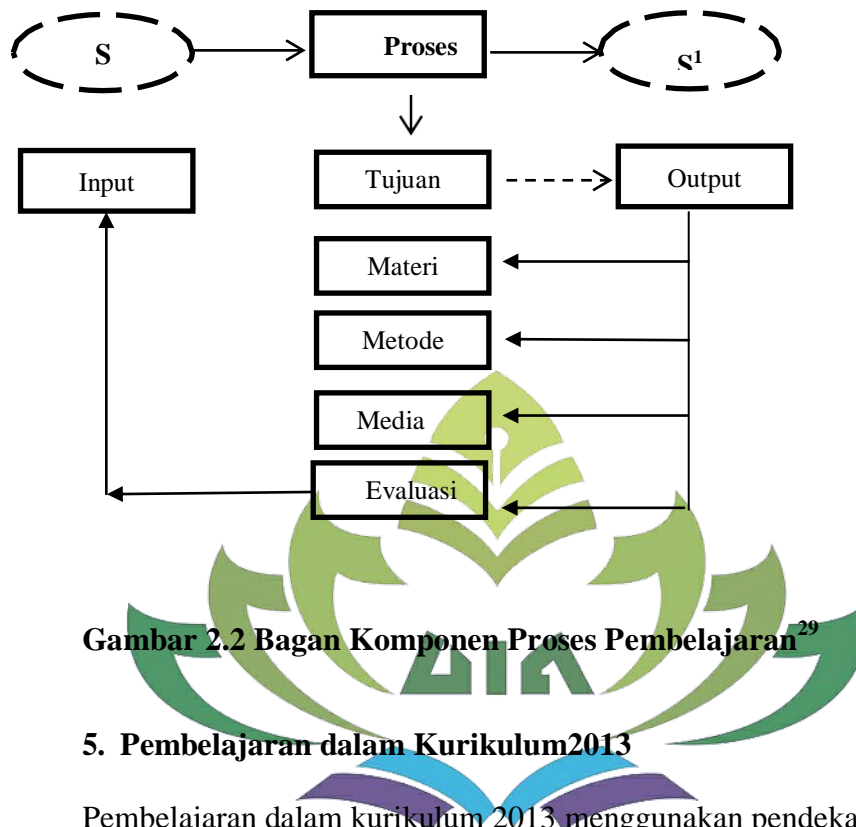 S Proses S¹
Input Tujuan Output
Materi
Metode
Media
Evaluasi
Gambar 2.2 Bagan Komponen Proses Pembelajaran²⁹
5. Pembelajaran dalam Kurikulum2013
Pembelajaran dalam kurikulum 2013 menggunakan